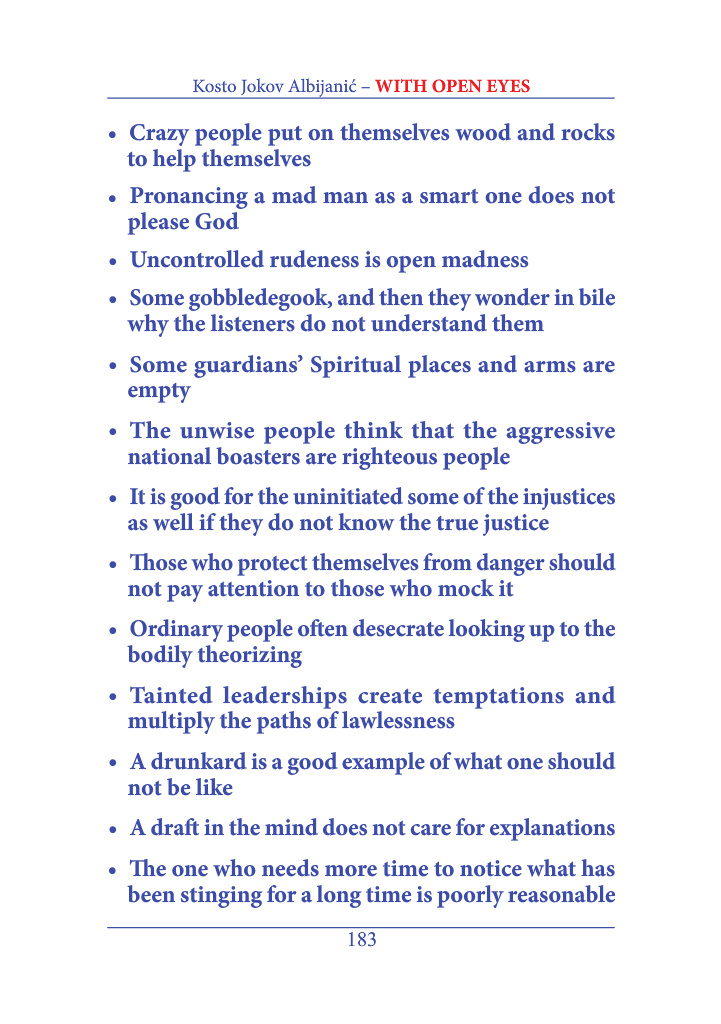 Kosto Jokov Albijanić – WITH OPEN EYES
• Crazy people put on themselves wood and rocks
to help themselves
• Pronancing a mad man as a smart one does not
please God
• Uncontrolled rudeness is open madness
• Some gobbledegook, and then they wonder in bile
why the listeners do not understand them
• Some guardians’ Spiritual places and arms are
empty
• The unwise people think that the aggressive
national boasters are righteous people
• It is good for the uninitiated some of the injustices
as well if they do not know the true justice
• Those who protect themselves from danger should
not pay attention to those who mock it
• Ordinary people often desecrate looking up to the
bodily theorizing
• Tainted leaderships create temptations and
multiply the paths of lawlessness
• A drunkard is a good example of what one should
not be like
• A draft in the mind does not care for explanations
• The one who needs more time to notice what has
been stinging for a long time is poorly reasonable
183